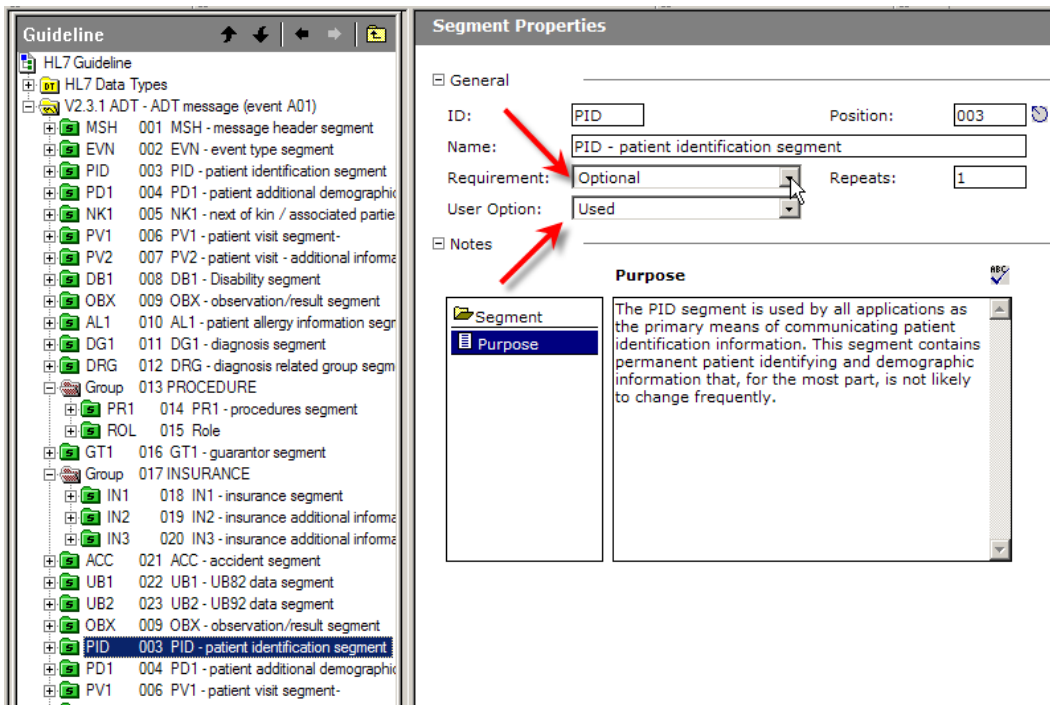 Guideline
HL7 Guideline
DT HL7 Data Types
V2.3.1 ADT - ADT message (event A01)
S MSH 001 MSH - message header segment
S EVN 002 EVN - event type segment
S PID 003 PID - patient identification segment
S PD1 004 PD1 - patient additional demographic
S NK1 005 NK1 - next of kin / associated partie
S PV1 006 PV1 - patient visit segment-
S PV2 007 PV2 - patient visit - additional informa
S DB1 008 DB1 - Disability segment
S OBX 009 OBX - observation/result segment
S AL1 010 AL1 - patient allergy information segr
S DG1 011 DG1 - diagnosis segment
S DRG 012 DRG - diagnosis related group segm
Group 013 PROCEDURE
S PR1 014 PR1 - procedures segment
S ROL 015 Role
S GT1 016 GT1 - guarantor segment
Group 017 INSURANCE
S IN1 018 IN1 - insurance segment
S IN2 019 IN2 - insurance additional informa
S IN3 020 IN3 - insurance additional informa
S ACC 021 ACC - accident segment
S UB1 022 UB1 - UB82 data segment
S UB2 023 UB2 - UB92 data segment
S OBX 009 OBX - observation/result segment
S PID 003 PID - patient identification segment
S PD1 004 PD1 - patient additional demographic
S PV1 006 PV1 - patient visit segment-
Segment Properties
General
ID: PID Position: 003
Name: PID - patient identification segment
Requirement: Optional Repeats: 1
User Option: Used
Notes
Purpose ABC
Segment
Purpose
The PID segment is used by all applications as
the primary means of communicating patient
identification information. This segment contains
permanent patient identifying and demographic
information that, for the most part, is not likely
to change frequently.